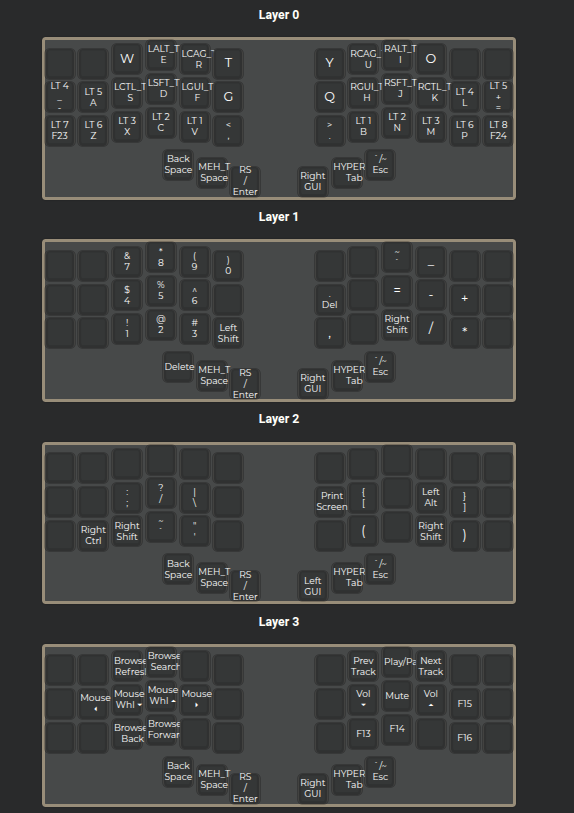 Layer 0
W LALT_T E LCAG_T R T Y RCAG_ U RALT_T I O
LT 4 _ - LT 5 A LCTL_T S LSFT_T D LGUI_T F G Q RGUI_T H RSFT_T J RCTL_T K LT 4 L LT 5 + =
LT 7 F23 LT 6 Z LT 3 X LT 2 C LT 1 V < , > . LT 1 B LT 2 N LT 3 M LT 6 P LT 8 F24
Back Space MEH_T Space RS / Enter Right GUI HYPER Tab `/~ Esc
Layer 1
& 7 * 8 ( 9 ) 0 ~ ` _
$ 4 % 5 ^ 6 . Del = - +
! 1 @ 2 # 3 Left Shift , Right Shift / *
Delete MEH_T Space RS / Enter Right GUI HYPER Tab `/~ Esc
Layer 2
: ; ? / | \ Print Screen { [ Left Alt } ]
Right Ctrl Right Shift ~ ` " ' ( Right Shift )
Back Space MEH_T Space RS / Enter Left GUI HYPER Tab `/~ Esc
Layer 3
Browse Refresh Browse Search Prev Track Play/Pa Next Track
Mouse ◂ Mouse Whl ▾ Mouse Whl ▴ Mouse ▸ Vol ▾ Mute Vol ▴ F15
Browse Back Browse Forwar F13 F14 F16
Back Space MEH_T Space RS / Enter Right GUI HYPER Tab `/~ Esc